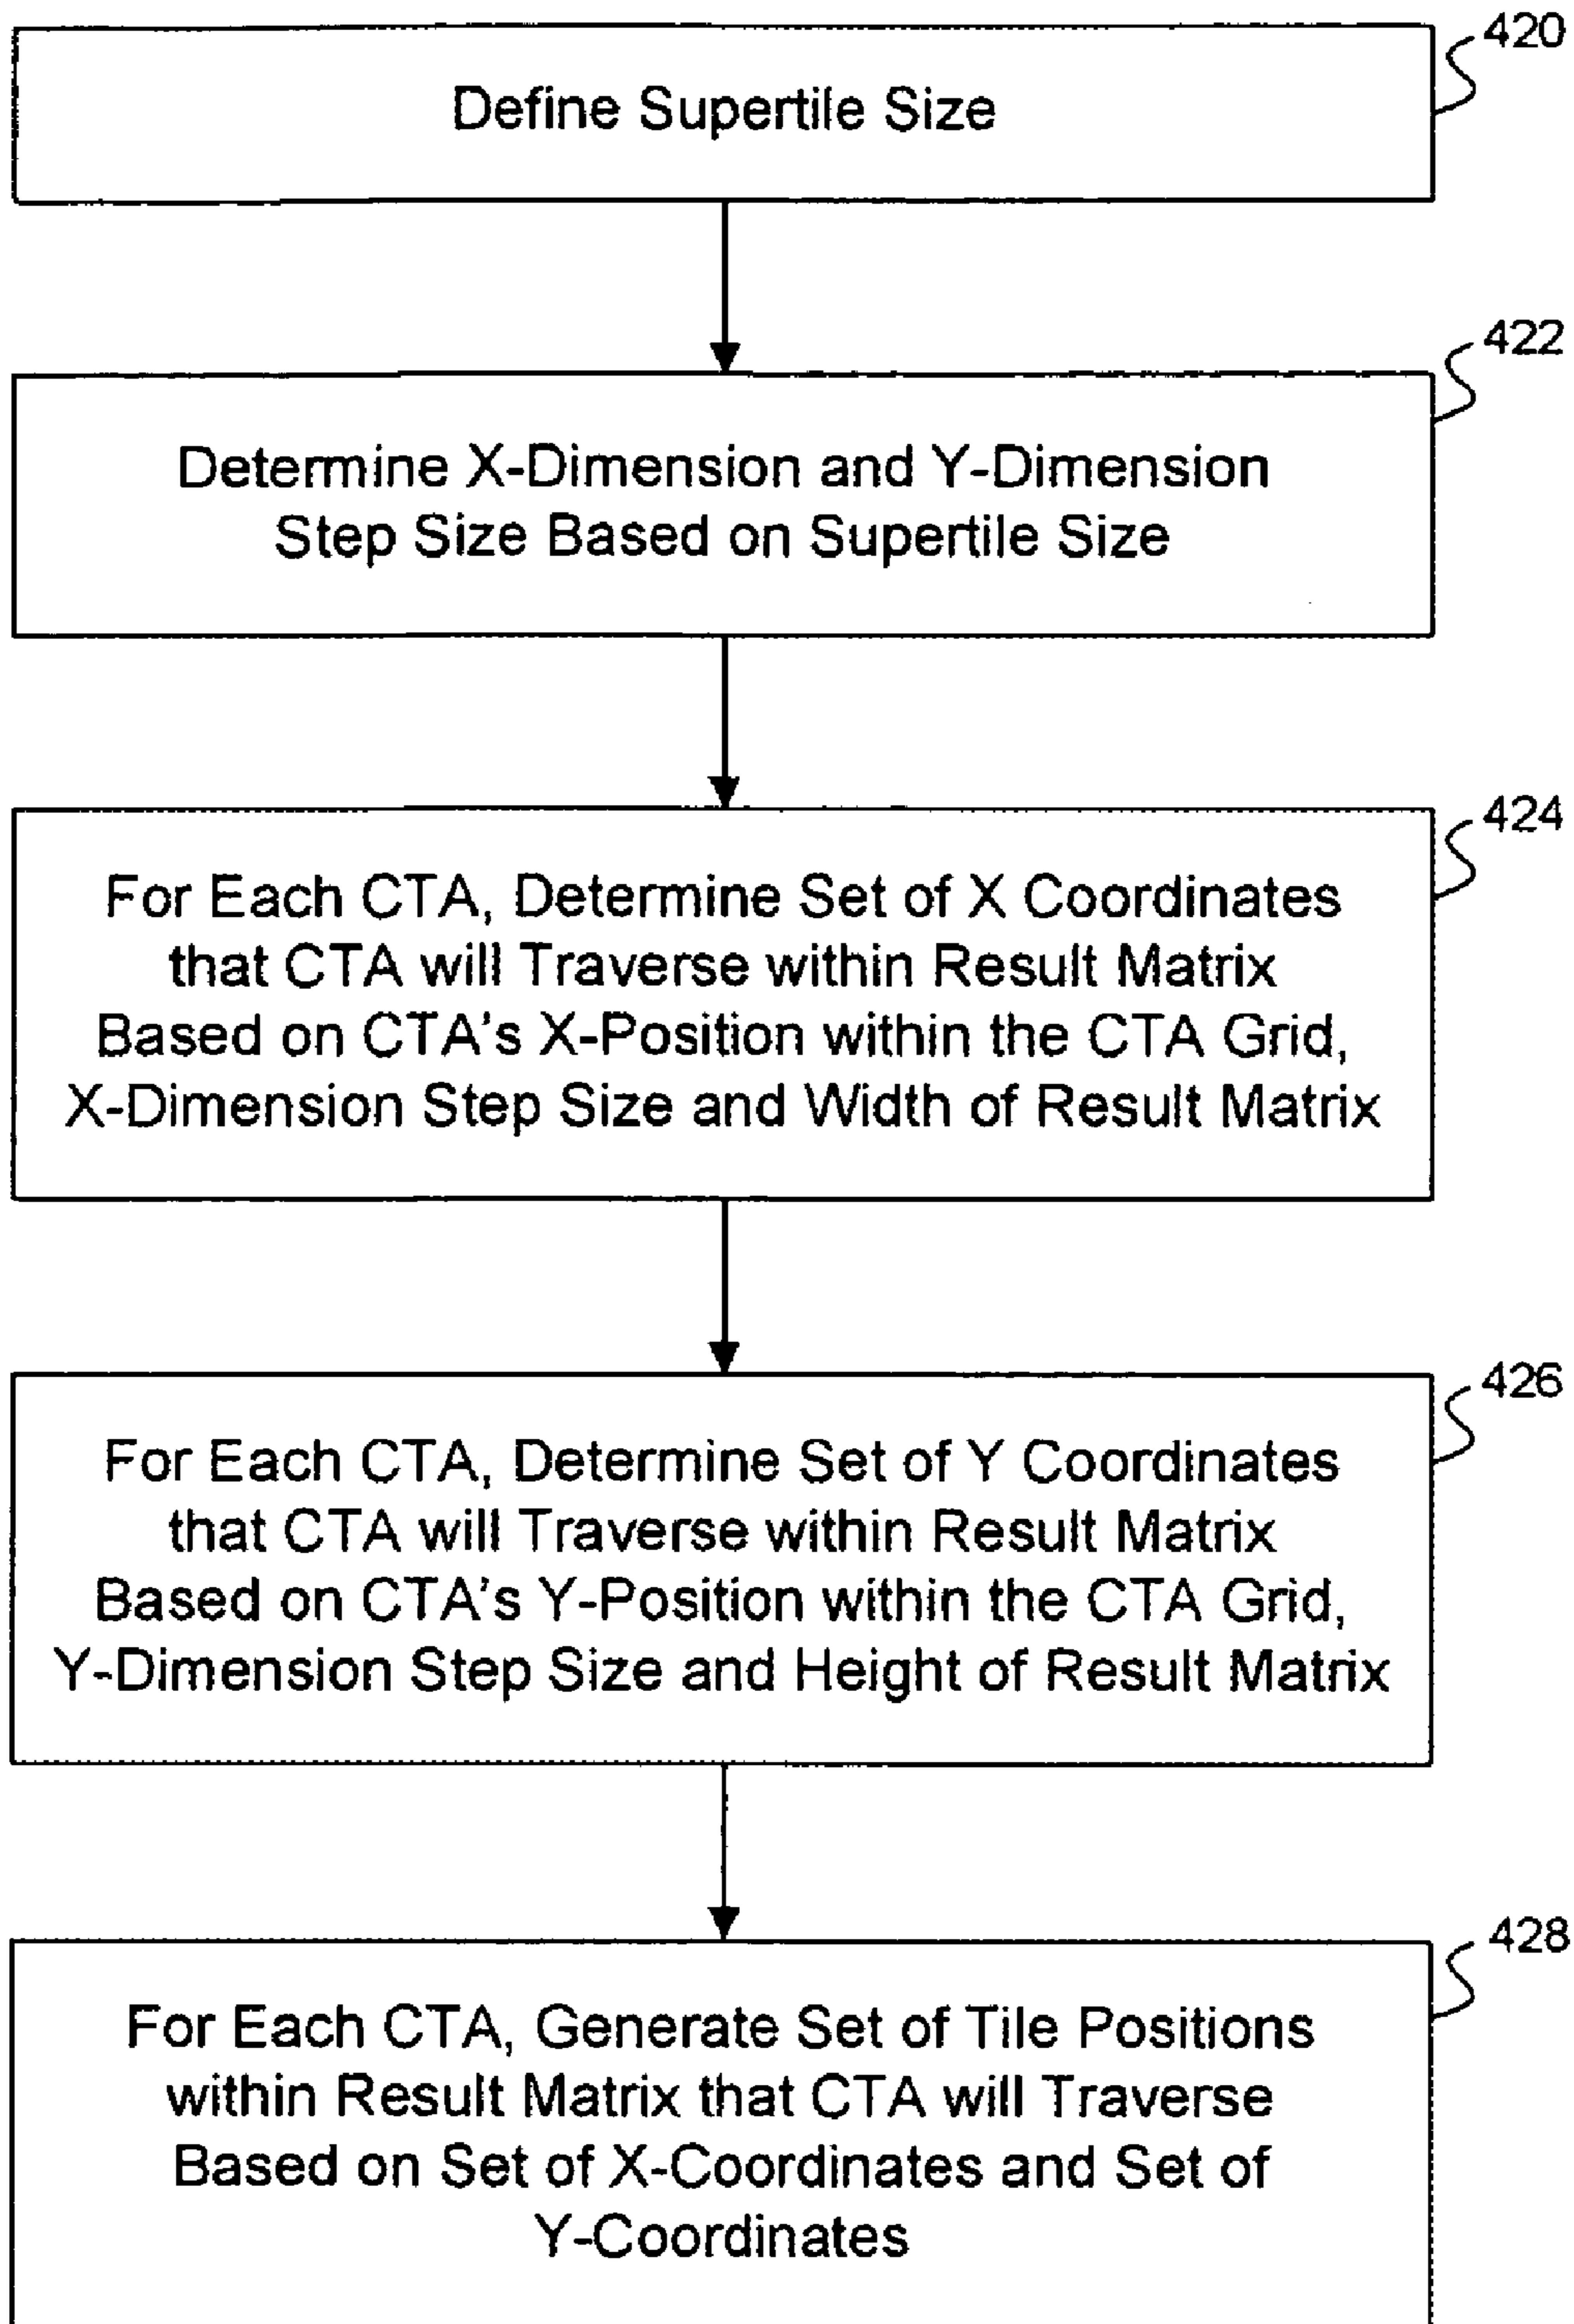 420
Define Supertile Size
422
Determine X-Dimension and Y-Dimension
Step Size Based on Supertile Size
424
For Each CTA, Determine Set of X Coordinates
that CTA will Traverse within Result Matrix
Based on CTA's X-Position within the CTA Grid,
X-Dimension Step Size and Width of Result Matrix
426
For Each CTA, Determine Set of Y Coordinates
that CTA will Traverse within Result Matrix
Based on CTA's Y-Position within the CTA Grid,
Y-Dimension Step Size and Height of Result Matrix
428
For Each CTA, Generate Set of Tile Positions
within Result Matrix that CTA will Traverse
Based on Set of X-Coordinates and Set of
Y-Coordinates